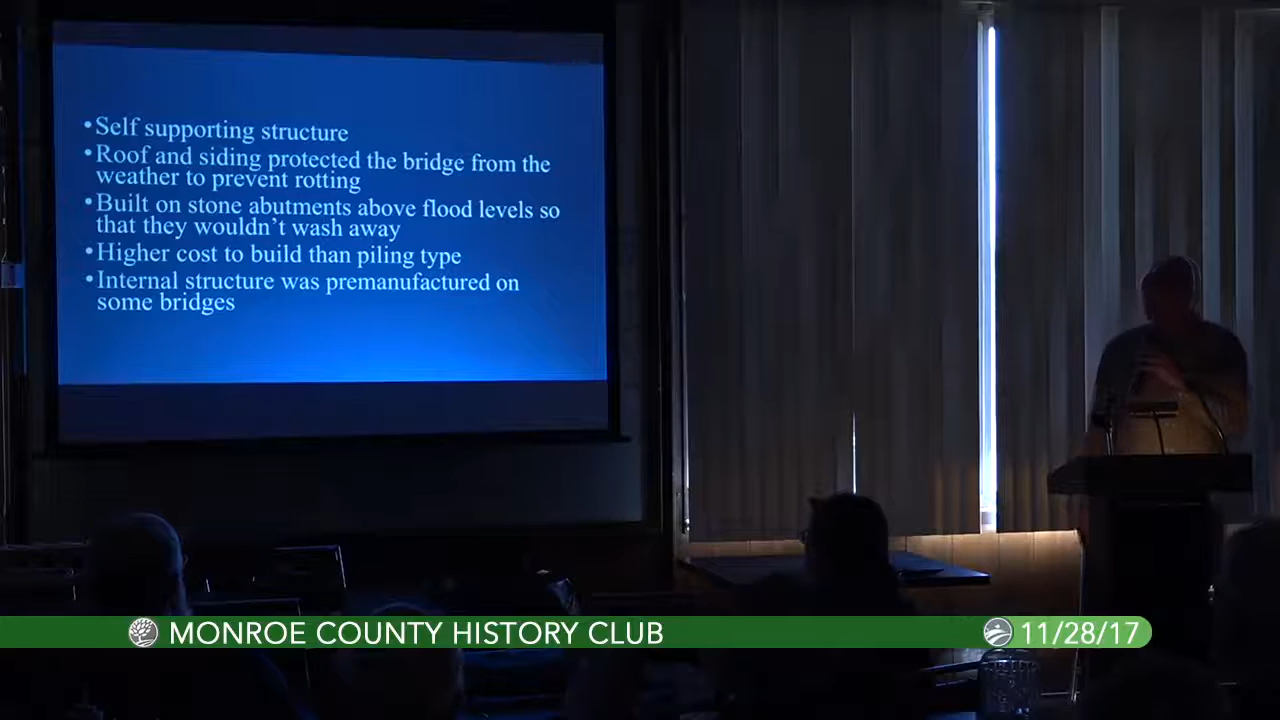 •Self supporting structure
•Roof and siding protected the bridge from the
weather to prevent rotting
•Built on stone abutments above flood levels so
that they wouldn't wash away
•Higher cost to build than piling type
•Internal structure was premanufactured on
some bridges
MONROE COUNTY HISTORY CLUB
11/28/17